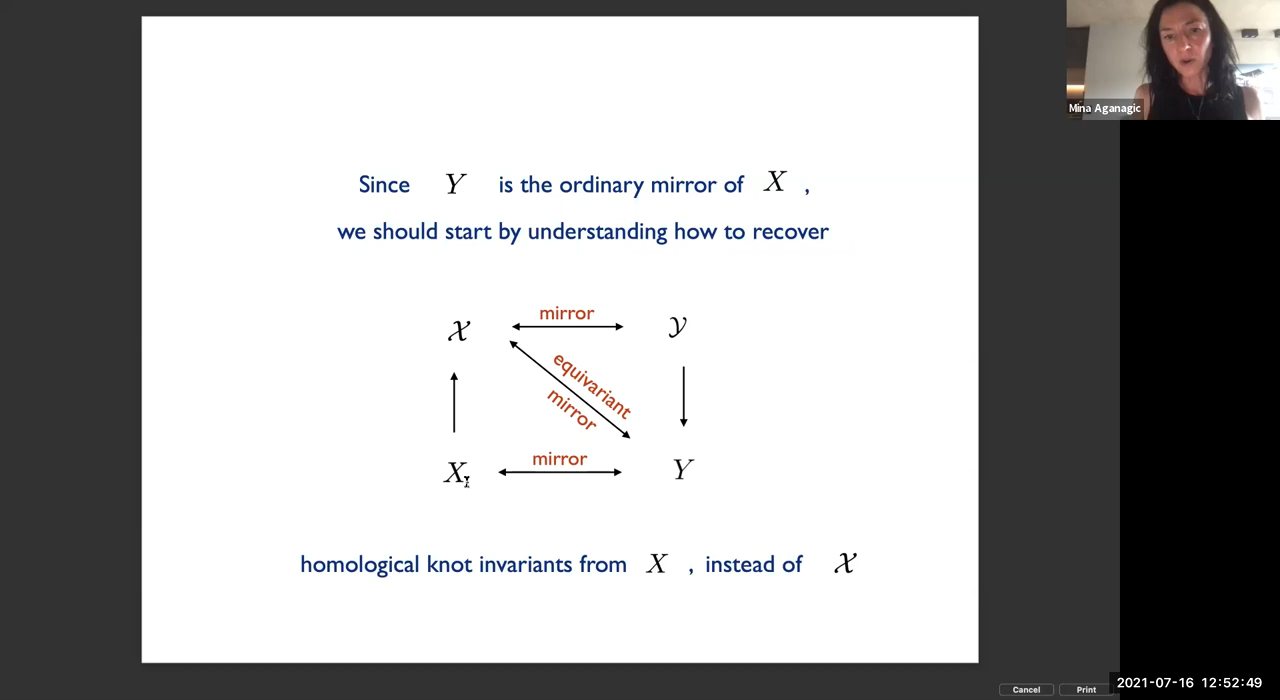 Mina Aganagic
Since Y is the ordinary mirror of X ,
we should start by understanding how to recover
𝒳 mirror 𝒴
equivariant
mirror
X mirror Y
homological knot invariants from X , instead of 𝒳
Cancel Print 2021-07-16 12:52:49